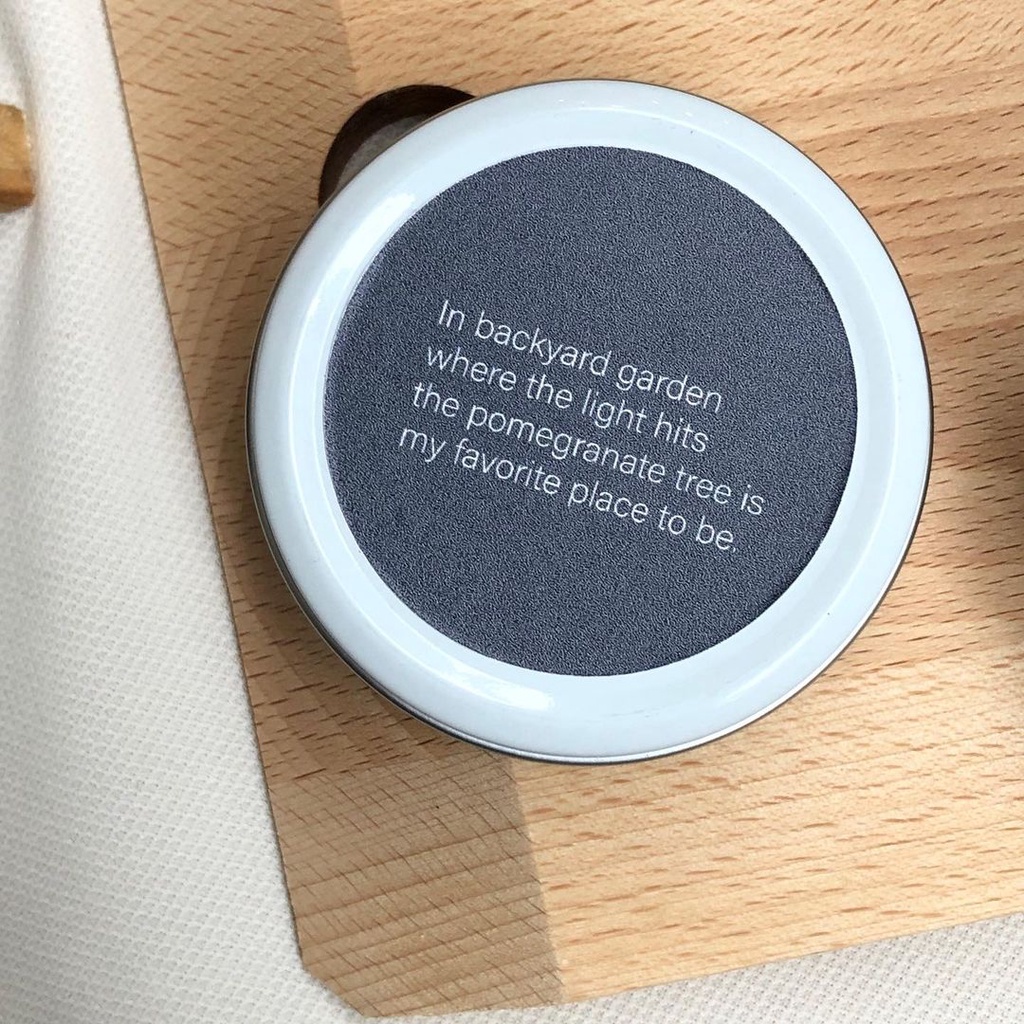 In backyard garden
where the light hits
the pomegranate tree is
my favorite place to be.